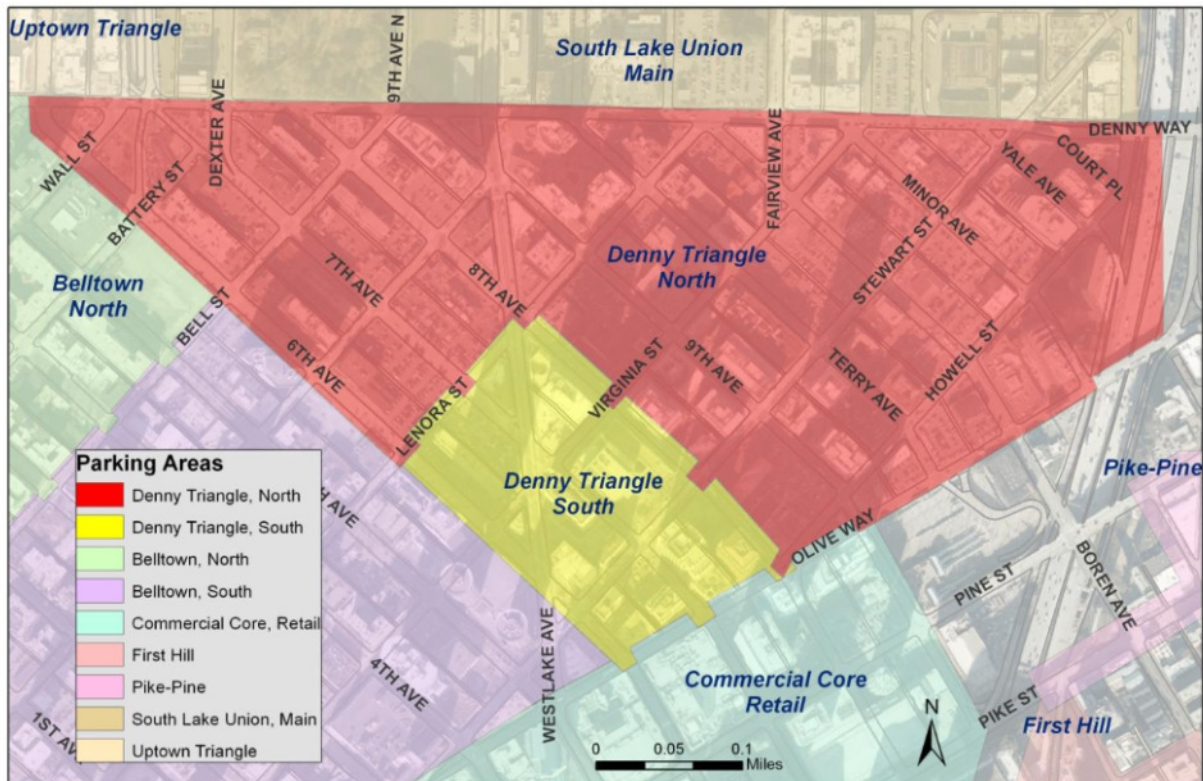 Uptown Triangle
South Lake Union
Main
9TH AVE N
DEXTER AVE
DENNY WAY
WALL ST
BATTERY ST
FAIRVIEW AVE
COURT PL
YALE AVE
MINOR AVE
STEWART ST
Denny Triangle
North
Belltown
North
7TH AVE
8TH AVE
BELL ST
6TH AVE
VIRGINIA ST
9TH AVE
TERRY AVE
HOWELL ST
LENORA ST
Denny Triangle
South
Pike-Pine
OLIVE WAY
PINE ST
BOREN AVE
Parking Areas
Denny Triangle, North
Denny Triangle, South
Belltown, North
Belltown, South
Commercial Core, Retail
First Hill
Pike-Pine
South Lake Union, Main
Uptown Triangle
H AVE
4TH AVE
1ST AV
WESTLAKE AVE
Commercial Core
Retail
PIKE ST
First Hill
N
0 0.05 0.1
Miles